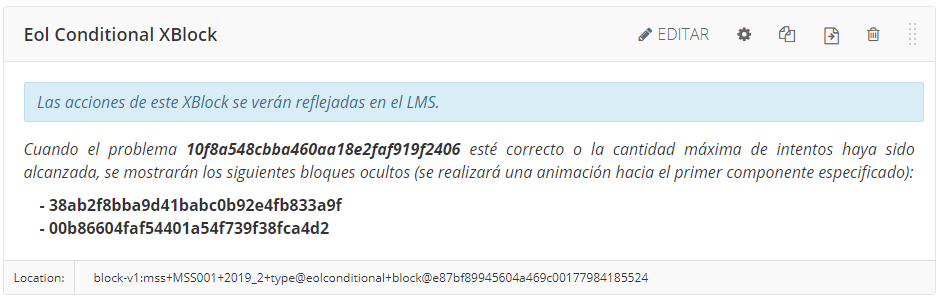 Eol Conditional XBlock
EDITAR
Las acciones de este XBlock se verán reflejadas en el LMS.
Cuando el problema 10f8a548cbba460aa18e2faf919f2406 esté correcto o la cantidad máxima de intentos haya sido
alcanzada, se mostrarán los siguientes bloques ocultos (se realizará una animación hacia el primer componente especificado):
- 38ab2f8bba9d41babc0b92e4fb833a9f
- 00b86604faf54401a54f739f38fca4d2
Location:
block-v1:mss+MSS001+2019_2+type@eolconditional+block@e87bf89945604a469c00177984185524